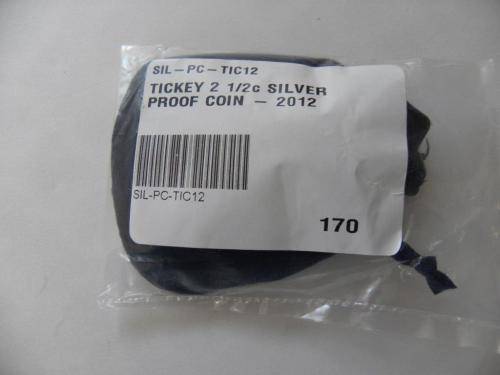 SIL-PC-TIC12
TICKEY 2 1/2c SILVER
PROOF COIN - 2012
SIL-PC-TIC12
170